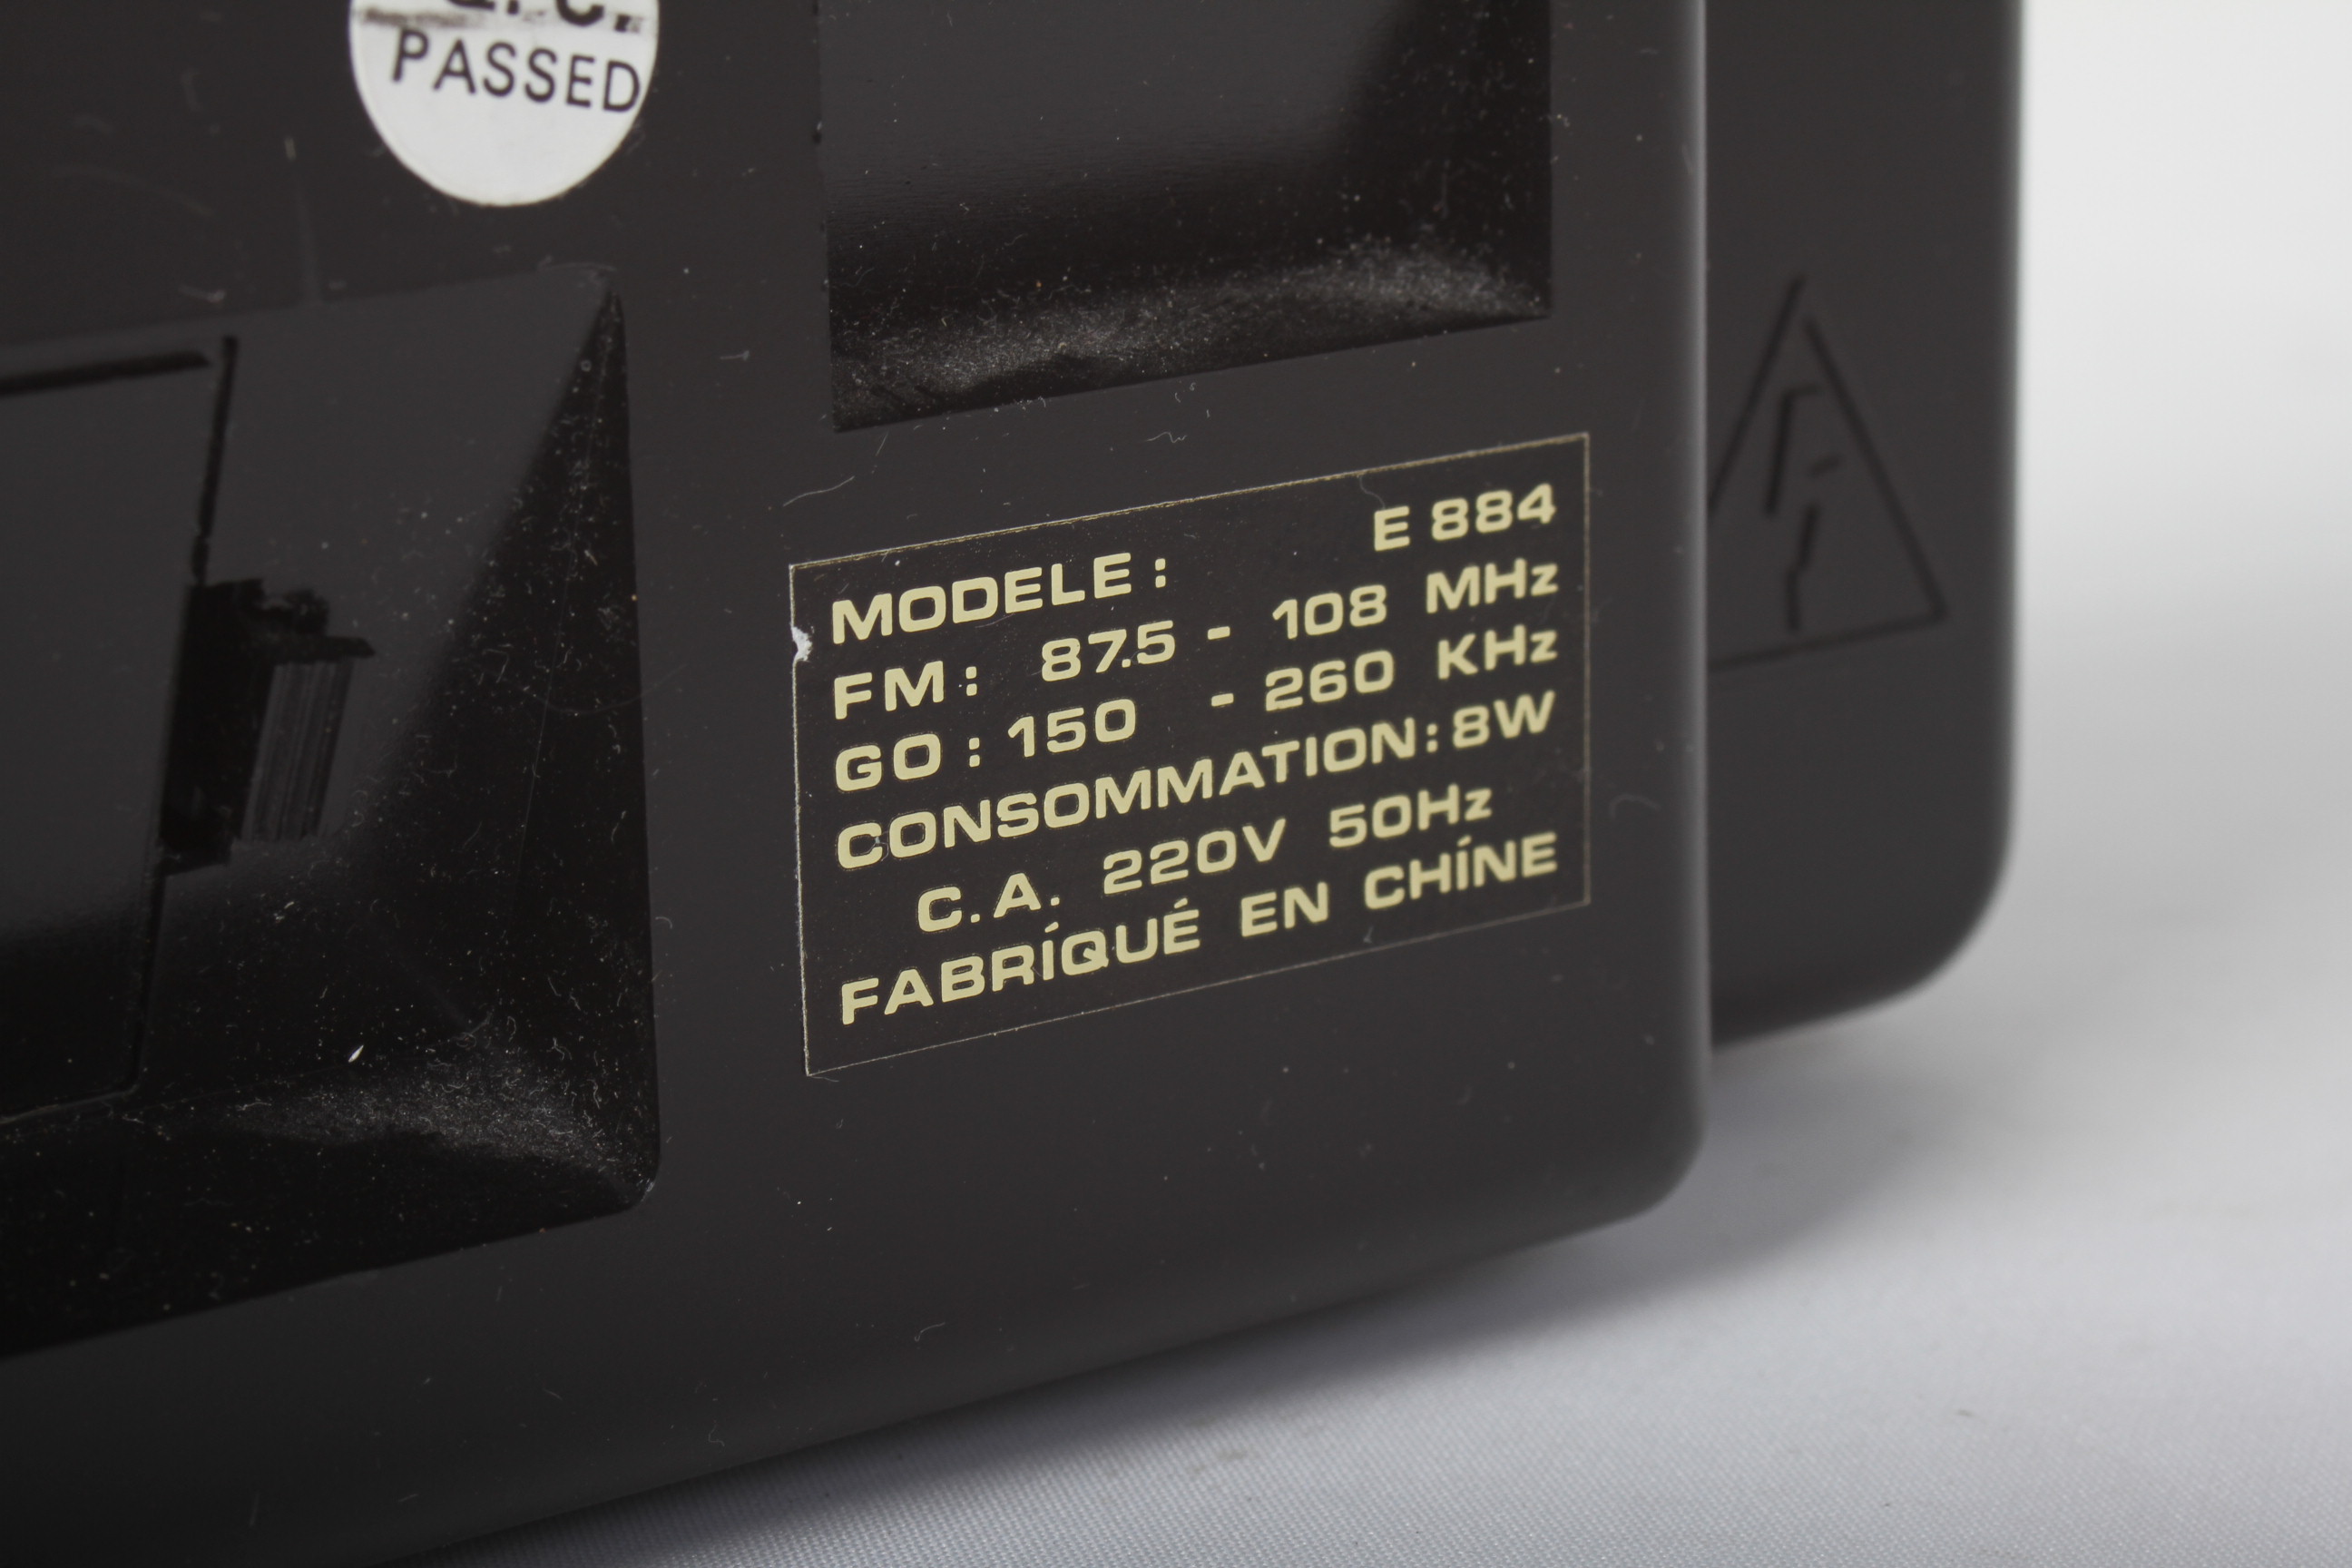 PASSED
MODELE : E 884
FM : 87.5 - 108 MHz
GO : 150 - 260 KHz
CONSOMMATION : 8W
C.A. 220V 50Hz
FABRÍQUÉ EN CHÍNE